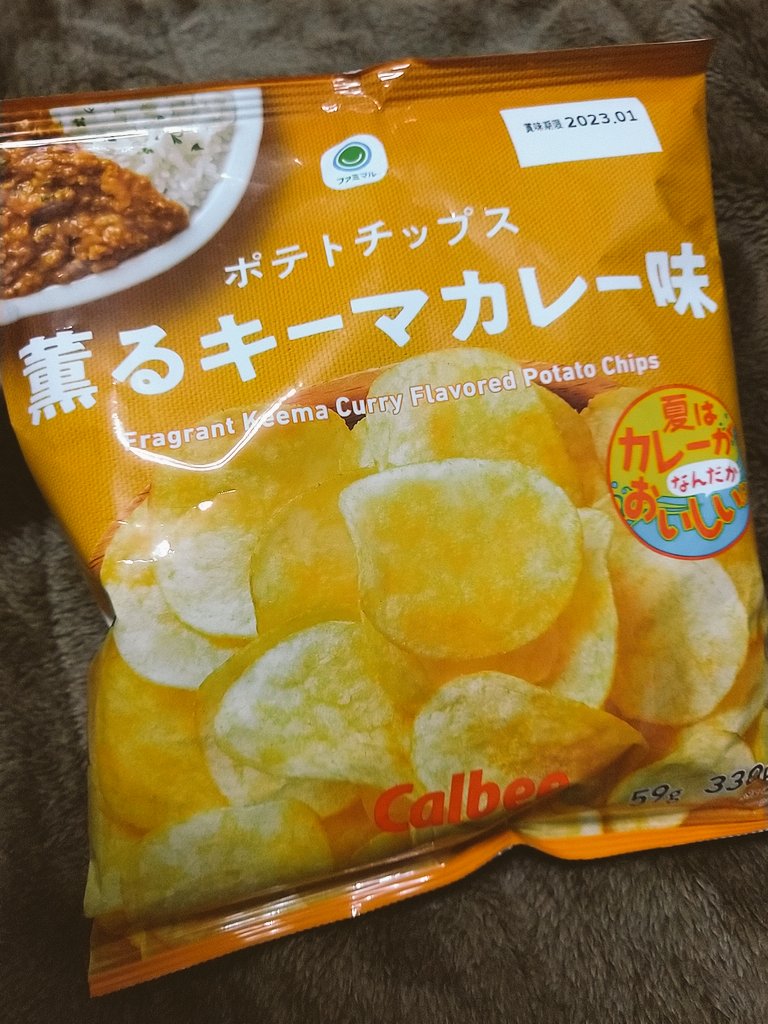 賞味期限 2023.01
ファミマル
ポテトチップス
薫るキーマカレー味
Fragrant Keema Curry Flavored Potato Chips
夏は
カレーが
なんだか
おいしい
Calbee
59g